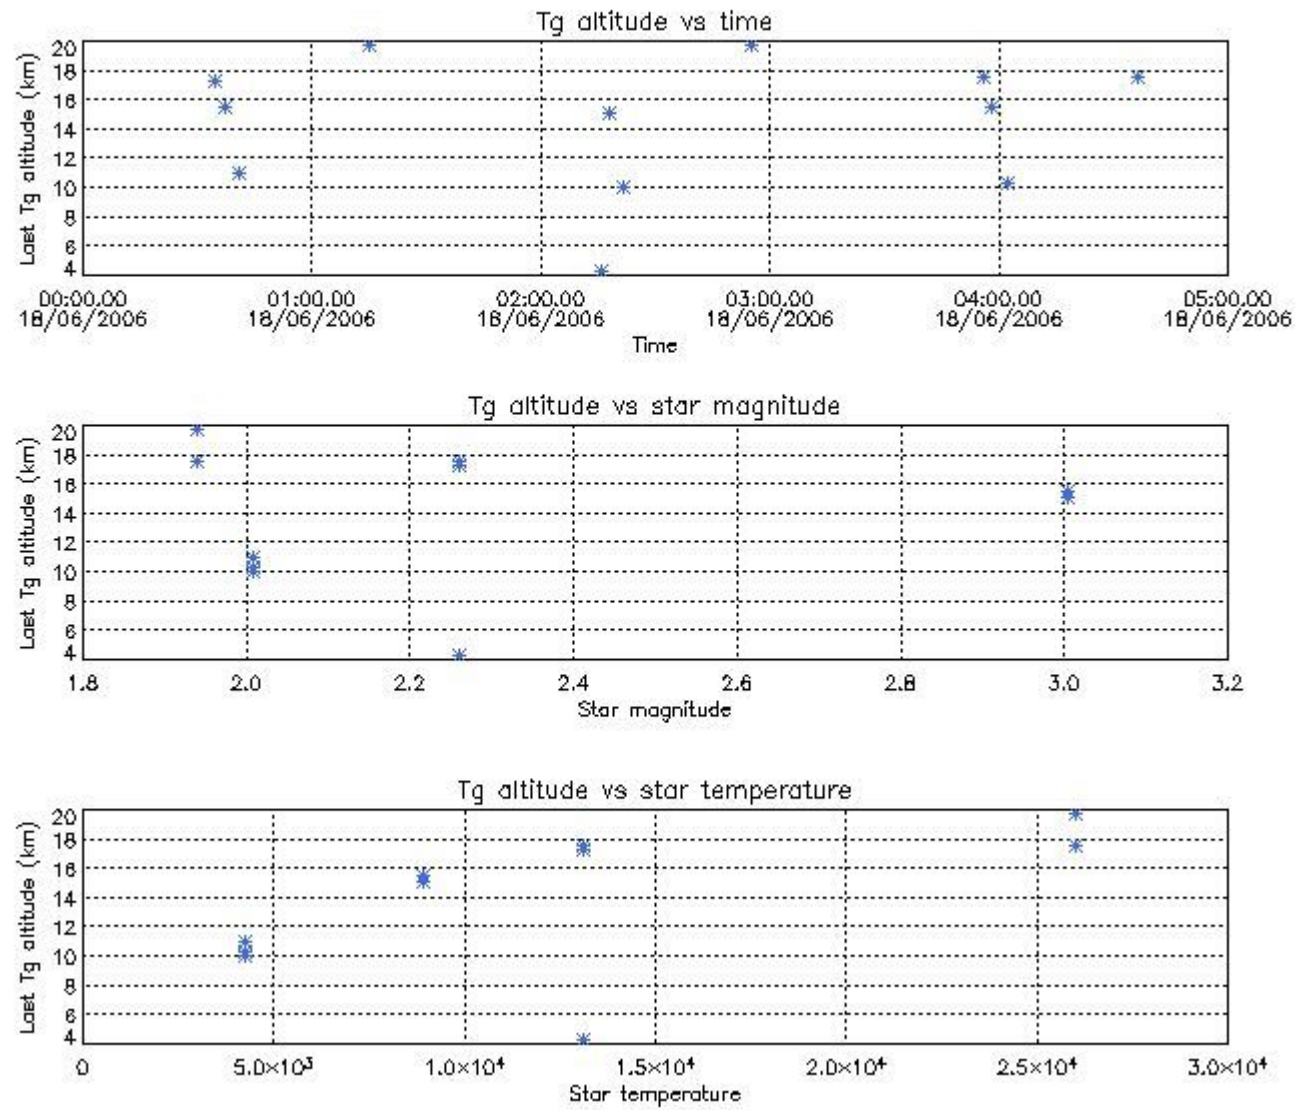 Tg altitude vs time
Last Tg altitude (km)
20
18
16
14
12
10
8
6
4
00:00.00 01:00.00 02:00.00 03:00.00 04:00.00 05:00.00
18/06/2006 18/06/2006 18/06/2006 18/06/2006 18/06/2006 18/06/2006
Time
Tg altitude vs star magnitude
Last Tg altitude (km)
20
18
16
14
12
10
8
6
4
1.8 2.0 2.2 2.4 2.6 2.8 3.0 3.2
Star magnitude
Tg altitude vs star temperature
Last Tg altitude (km)
20
18
16
14
12
10
8
6
4
0 5.0×10³ 1.0×10⁴ 1.5×10⁴ 2.0×10⁴ 2.5×10⁴ 3.0×10⁴
Star temperature